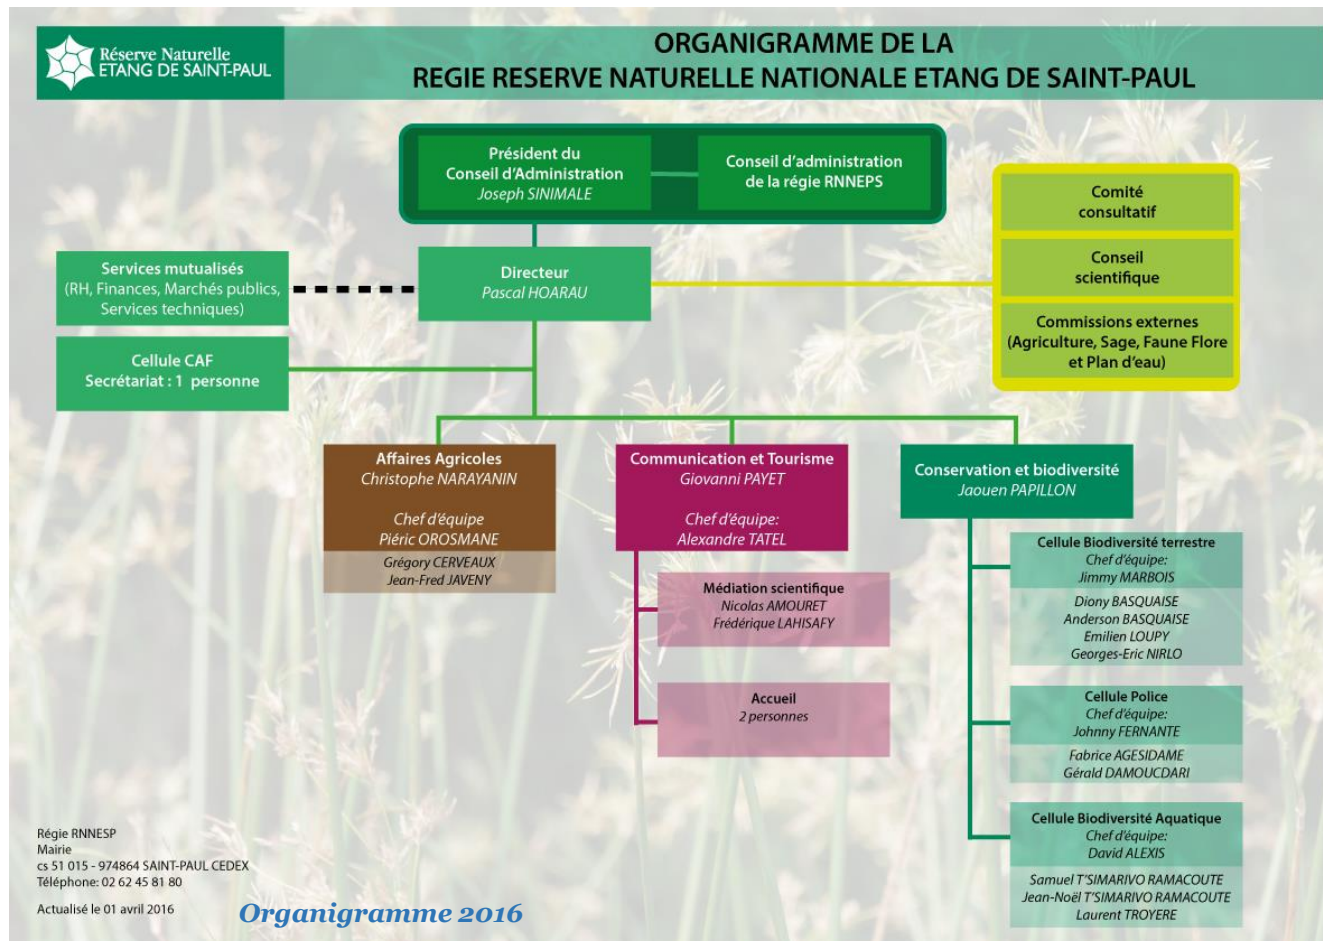 Réserve Naturelle
ETANG DE SAINT-PAUL
ORGANIGRAMME DE LA
REGIE RESERVE NATURELLE NATIONALE ETANG DE SAINT-PAUL
Président du
Conseil d'Administration
Joseph SINIMALE
Conseil d'administration
de la régie RNNEPS
Comité
consultatif
Conseil
scientifique
Commissions externes
(Agriculture, Sage, Faune Flore
et Plan d'eau)
Services mutualisés
(RH, Finances, Marchés publics,
Services techniques)
Directeur
Pascal HOARAU
Cellule CAF
Secrétariat : 1 personne
Affaires Agricoles
Christophe NARAYANIN
Chef d'équipe
Piéric OROSMANE
Grégory CERVEAUX
Jean-Fred JAVENY
Communication et Tourisme
Giovanni PAYET
Chef d'équipe:
Alexandre TATEL
Médiation scientifique
Nicolas AMOURET
Frédérique LAHISAFY
Accueil
2 personnes
Conservation et biodiversité
Jaouen PAPILLON
Cellule Biodiversité terrestre
Chef d'équipe:
Jimmy MARBOIS
Diony BASQUAISE
Anderson BASQUAISE
Emilien LOUPY
Georges-Eric NIRLO
Cellule Police
Chef d'équipe:
Johnny FERNANTE
Fabrice AGESIDAME
Gérald DAMOUCDARI
Cellule Biodiversité Aquatique
Chef d'équipe:
David ALEXIS
Samuel T'SIMARIVO RAMACOUTE
Jean-Noël T'SIMARIVO RAMACOUTE
Laurent TROYERE
Régie RNNESP
Mairie
cs 51 015 - 974864 SAINT-PAUL CEDEX
Téléphone: 02 62 45 81 80
Actualisé le 01 avril 2016
Organigramme 2016